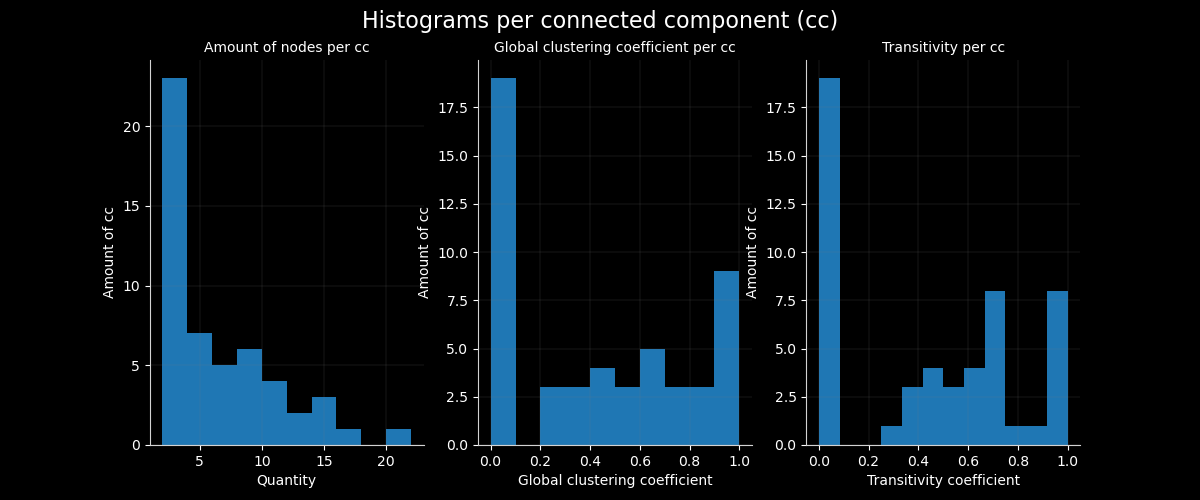 Histograms per connected component (cc)
Amount of nodes per cc
Amount of cc
20
15
10
5
0
5 10 15 20
Quantity
Global clustering coefficient per cc
Amount of cc
17.5
15.0
12.5
10.0
7.5
5.0
2.5
0.0
0.0 0.2 0.4 0.6 0.8 1.0
Global clustering coefficient
Transitivity per cc
Amount of cc
17.5
15.0
12.5
10.0
7.5
5.0
2.5
0.0
0.0 0.2 0.4 0.6 0.8 1.0
Transitivity coefficient